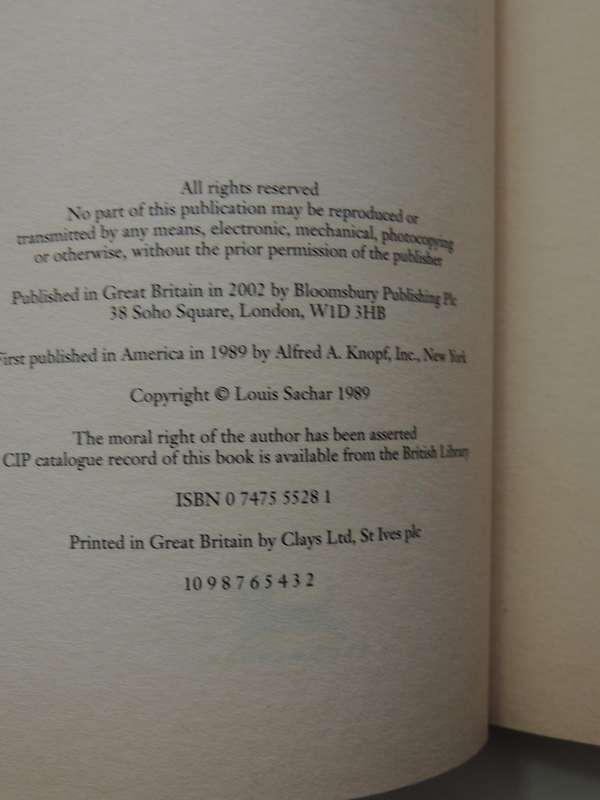 All rights reserved
No part of this publication may be reproduced or
transmitted by any means, electronic, mechanical, photocopying
or otherwise, without the prior permission of the publisher
Published in Great Britain in 2002 by Bloomsbury Publishing Plc
38 Soho Square, London, W1D 3HB
First published in America in 1989 by Alfred A. Knopf, Inc., New York
Copyright © Louis Sachar 1989
The moral right of the author has been asserted
CIP catalogue record of this book is available from the British Library
ISBN 0 7475 5528 1
Printed in Great Britain by Clays Ltd, St Ives plc
10 9 8 7 6 5 4 3 2